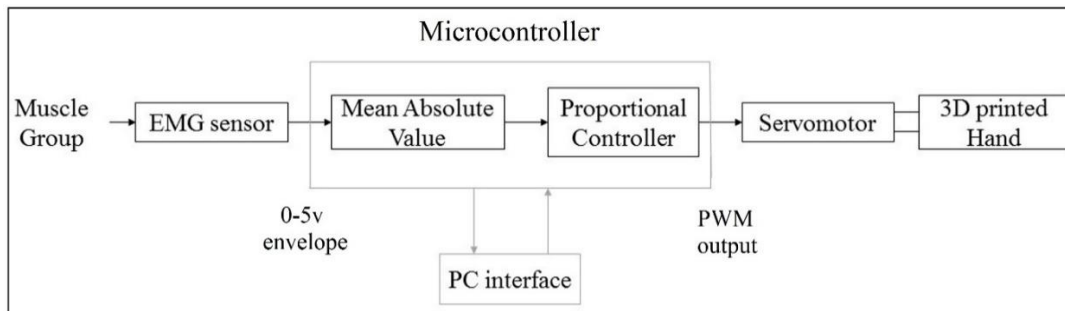 Microcontroller
Muscle
Group
EMG sensor
Mean Absolute
Value
Proportional
Controller
Servomotor
3D printed
Hand
0-5v
envelope
PWM
output
PC interface